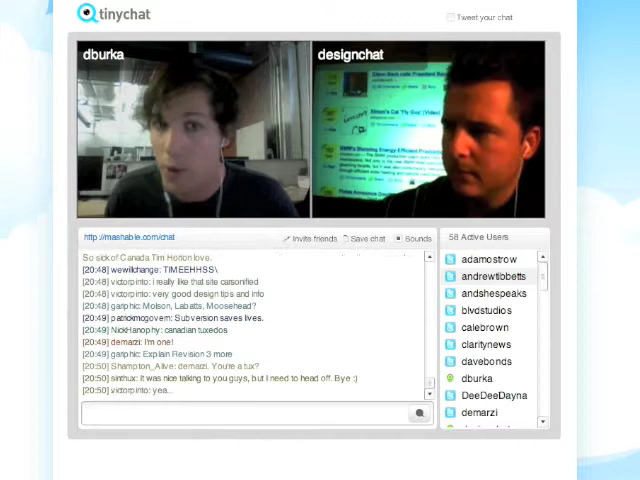 tinychat
Tweet your chat
dburka
designchat
http://mashable.com/chat
Invite friends
Save chat
Sounds
58 Active Users
So sick of Canada Tim Horton love.
[20:48] wewillchange: TIMEEHHSS\
[20:48] victorpinto: i really like that site carsonified
[20:48] victorpinto: very good design tips and info
[20:49] garlphic: Molson, Labatts, Moosehead?
[20:49] patrickmcgovern: Subversion saves lives.
[20:49] NickHanophy: canadian tuxedos
[20:49] demarzi: I'm one!
[20:49] garlphic: Explain Revision 3 more
[20:50] Shampton_Alive: demarzi. You're a tux?
[20:50] sinthux: It was nice talking to you guys, but I need to head off. Bye :)
[20:50] victorpinto: yea...
adamostrow
andrewtibbetts
andshespeaks
blvdstudios
calebrown
claritynews
davebonds
dburka
DeeDeeDayna
demarzi